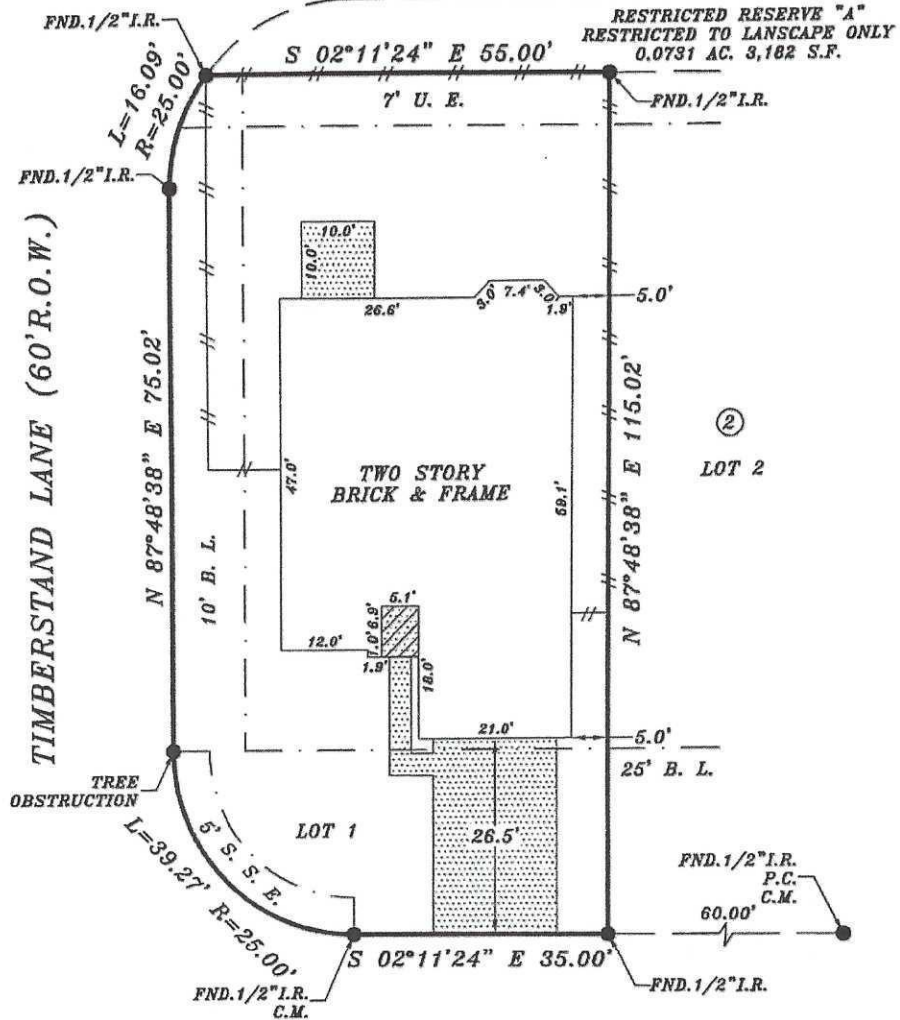 FND.1/2"I.R.
RESTRICTED RESERVE "A"
RESTRICTED TO LANSCAPE ONLY
0.0731 AC. 3,182 S.F.
S 02°11'24" E 55.00'
7' U. E.
FND.1/2"I.R.
L=16.09'
R=25.00'
FND.1/2"I.R.
TIMBERSTAND LANE (60'R.O.W.)
N 87°48'38" E 75.02'
10' B. L.
10.0'
10.0'
26.6'
3.0'
7.4'
3.0'
1.9'
5.0'
47.0'
TWO STORY
BRICK & FRAME
59.1'
N 87°48'38" E 115.02'
2
LOT 2
5.1'
6.9'
1.0'
12.0'
1.9'
18.0'
21.0'
5.0'
25' B. L.
TREE
OBSTRUCTION
LOT 1
5' S. S. E.
L=39.27' R=25.00'
26.5'
FND.1/2"I.R.
P.C.
C.M.
60.00'
S 02°11'24" E 35.00'
FND.1/2"I.R.
C.M.
FND.1/2"I.R.